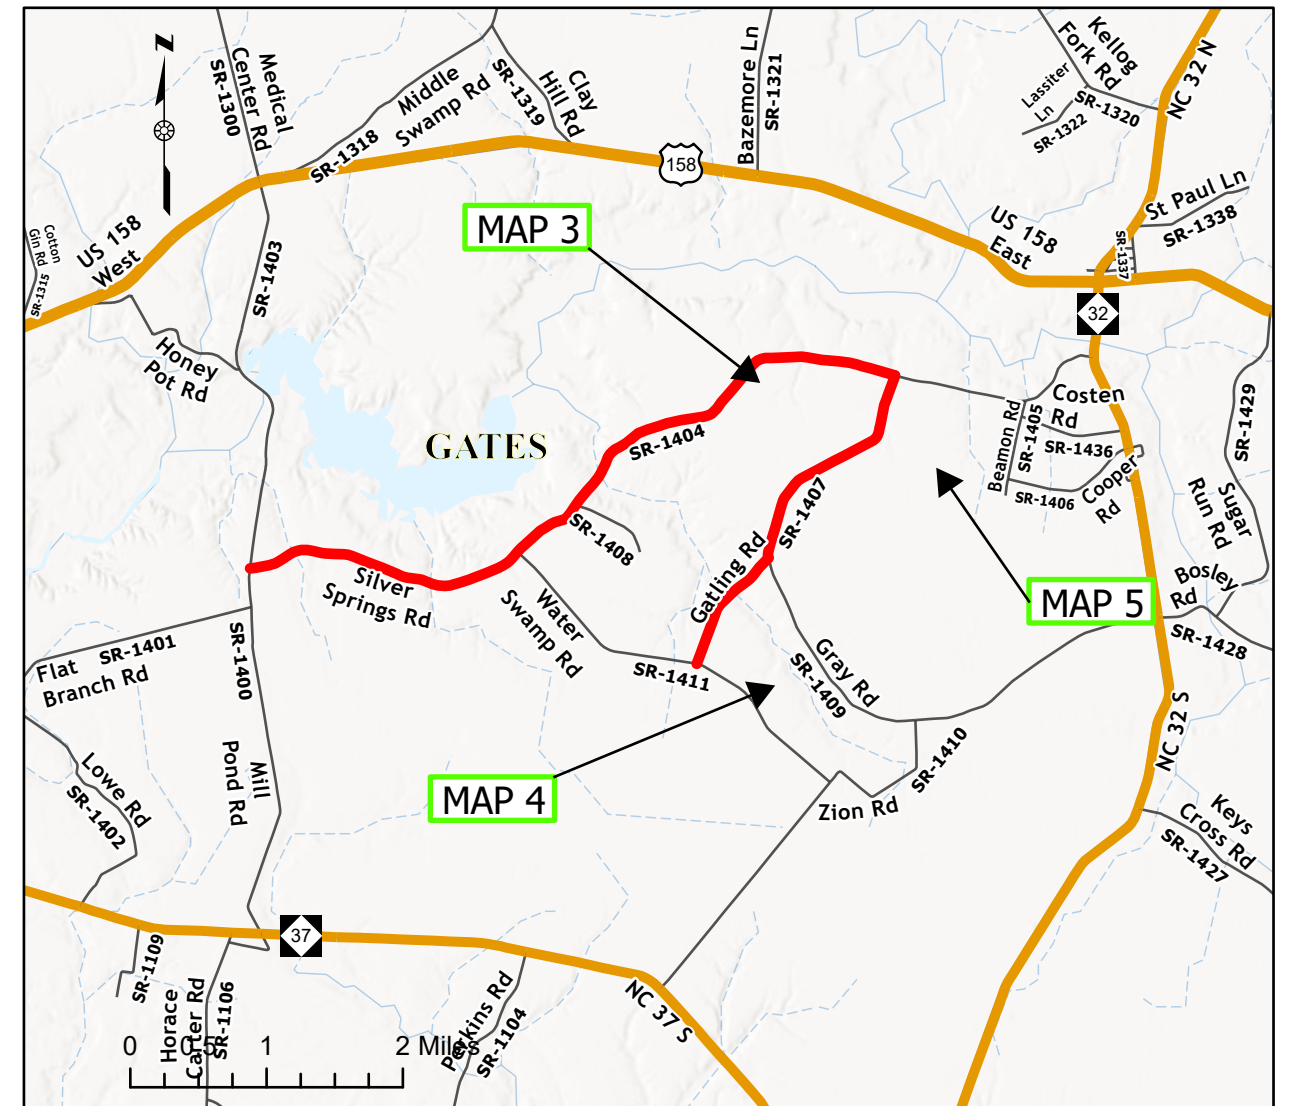 N
Medical
Center Rd
SR-1300
Middle
Swamp Rd
SR-1318
SR-1319
Clay
Hill Rd
Bazemore Ln
SR-1321
Kellog
Fork Rd
Lassiter
Ln
SR-1322
SR-1320
NC 32 N
158
St Paul Ln
SR-1338
SR-1337
US 158
West
US 158
East
Cotton
Gin Rd
SR-1315
SR-1403
MAP 3
32
Honey
Pot Rd
GATES
SR-1404
Costen
Rd
Beamon Rd
SR-1405
SR-1436
SR-1406
Cooper
Rd
SR-1429
Sugar
Run Rd
SR-1407
SR-1408
Gatling Rd
Silver
Springs Rd
Water
Swamp Rd
MAP 5
Bosley
Rd
SR-1428
Flat
Branch Rd
SR-1401
SR-1400
SR-1411
Gray Rd
SR-1409
SR-1410
NC 32 S
Mill
Pond Rd
Lowe Rd
SR-1402
MAP 4
Zion Rd
Keys
Cross Rd
SR-1427
37
SR-1109
Horace
Carter Rd
SR-1106
Perkins Rd
SR-1104
NC 37 S
0 0.5 1 2 Miles